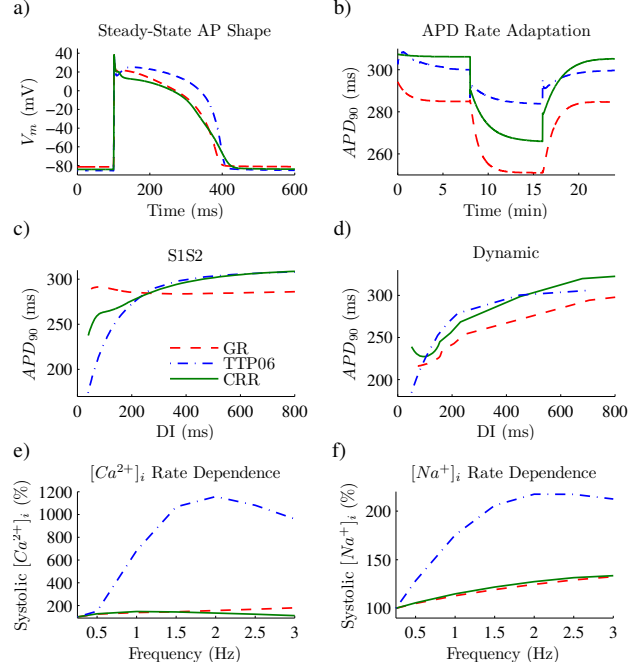 a)
Steady-State AP Shape
V_m (mV)
40
20
0
−20
−40
−60
−80
0 200 400 600
Time (ms)
b)
APD Rate Adaptation
APD_90 (ms)
300
280
260
0 10 20
Time (min)
c)
S1S2
APD_90 (ms)
300
250
200
GR
TTP06
CRR
0 200 400 600 800
DI (ms)
d)
Dynamic
APD_90 (ms)
300
250
200
0 200 400 600 800
DI (ms)
e)
[Ca^{2+}]_i Rate Dependence
Systolic [Ca^{2+}]_i (%)
1200
1000
800
600
400
200
0.5 1 1.5 2 2.5 3
Frequency (Hz)
f)
[Na^+]_i Rate Dependence
Systolic [Na^+]_i (%)
200
150
100
0.5 1 1.5 2 2.5 3
Frequency (Hz)